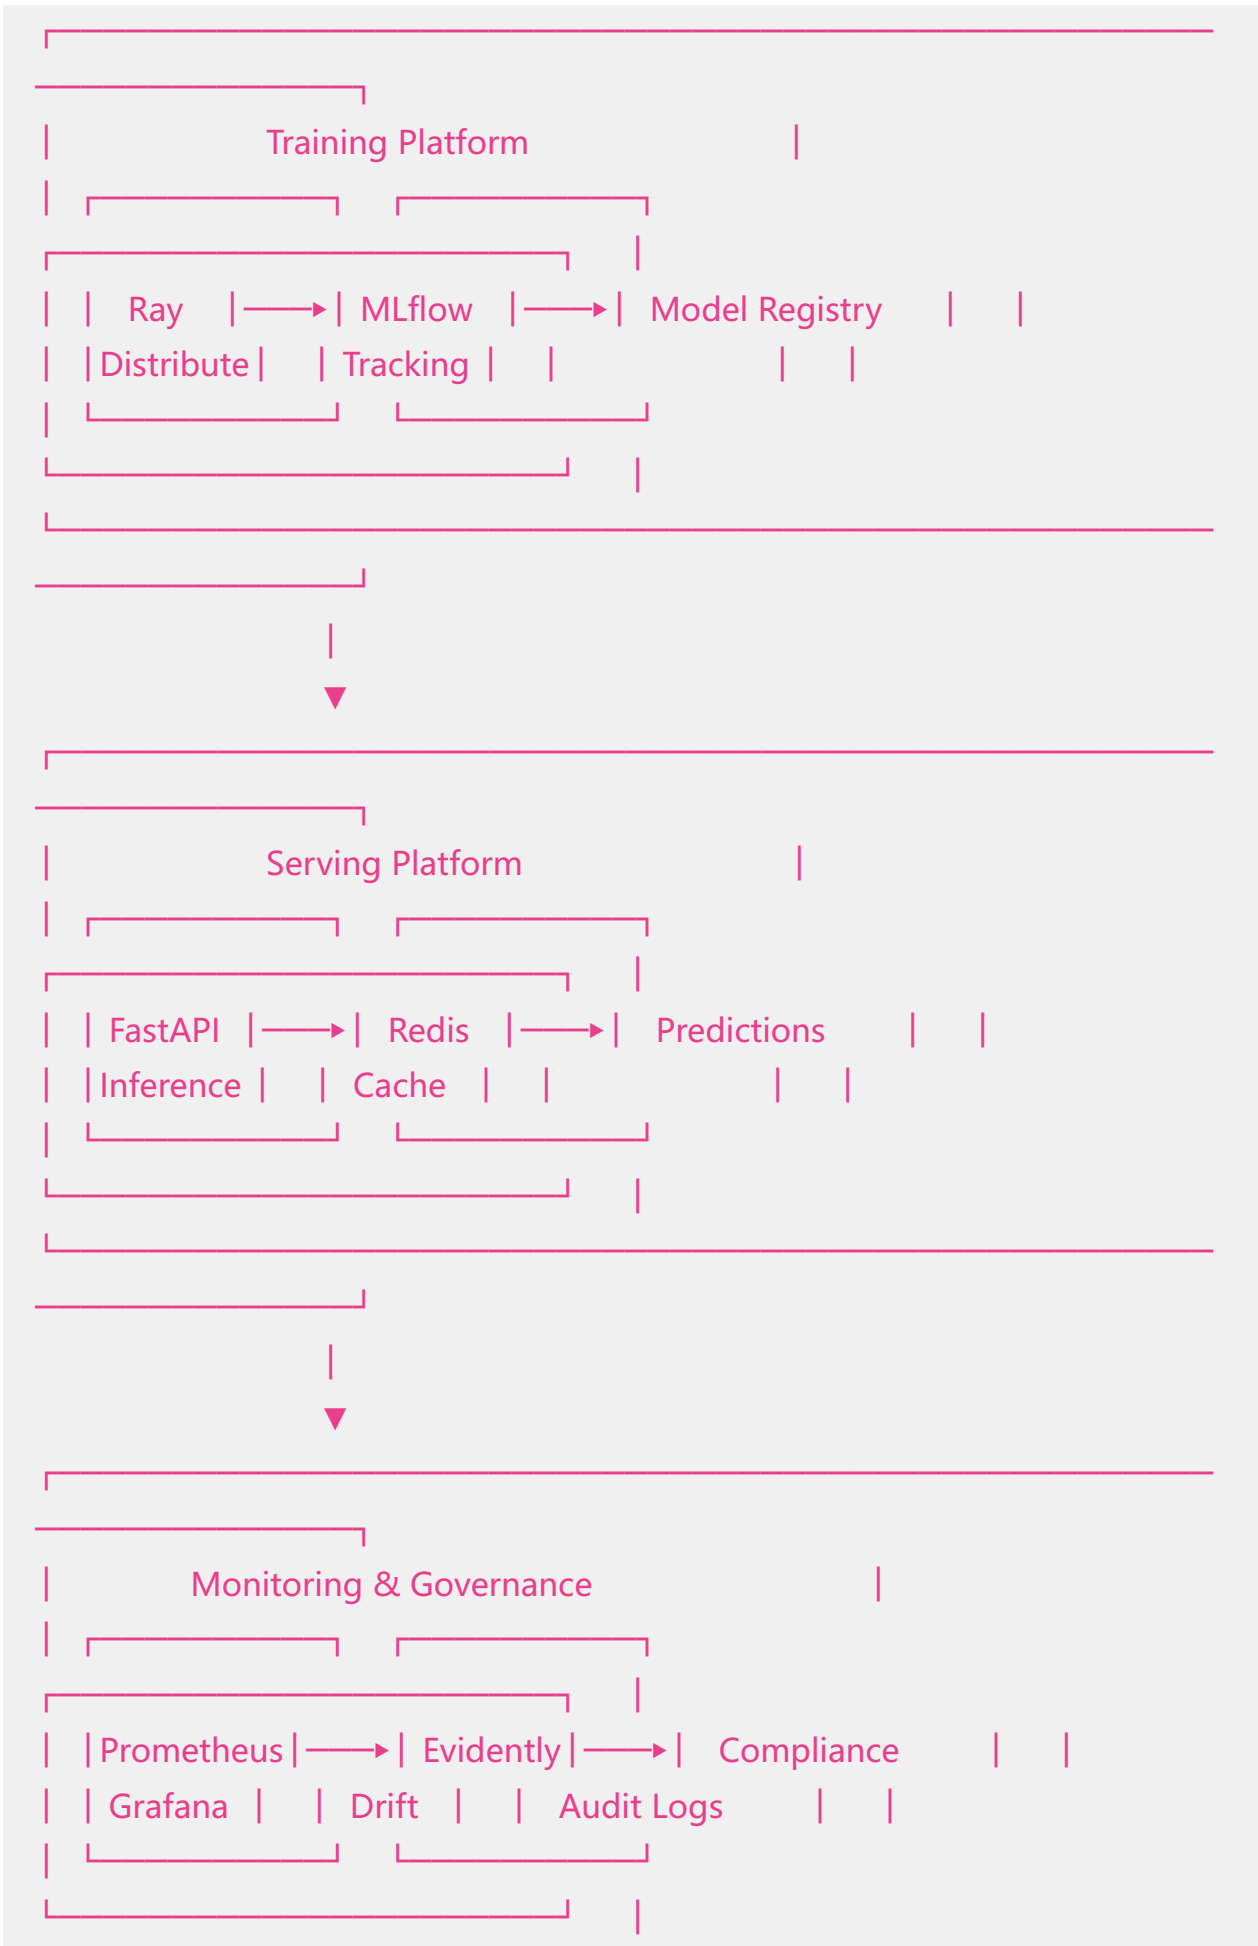 Training Platform
Ray MLflow Model Registry
Distribute Tracking
Serving Platform
FastAPI Redis Predictions
Inference Cache
Monitoring & Governance
Prometheus Evidently Compliance
Grafana Drift Audit Logs